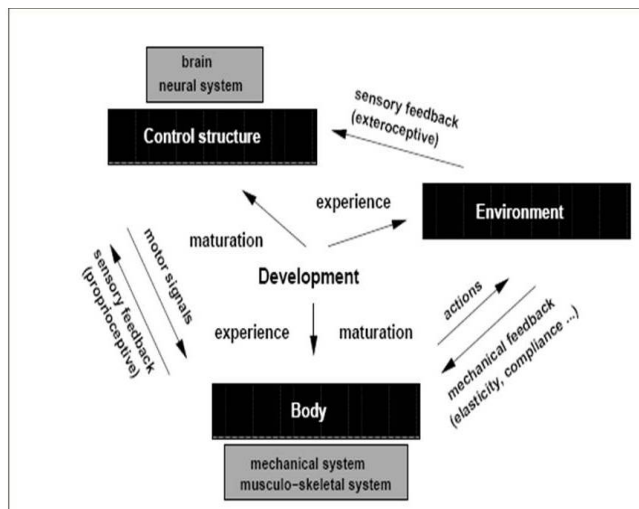 brain
neural system
Control structure
sensory feedback
(exteroceptive)
experience
Environment
maturation
Development
motor signals
sensory feedback
(proprioceptive)
experience
maturation
actions
mechanical feedback
(elasticity, compliance ...)
Body
mechanical system
musculo-skeletal system